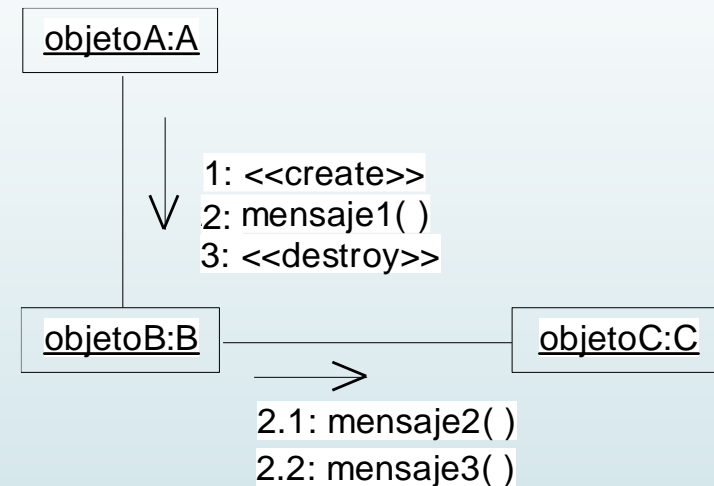 objetoA:A
1: <<create>>
2: mensaje1( )
3: <<destroy>>
objetoB:B
objetoC:C
2.1: mensaje2( )
2.2: mensaje3( )